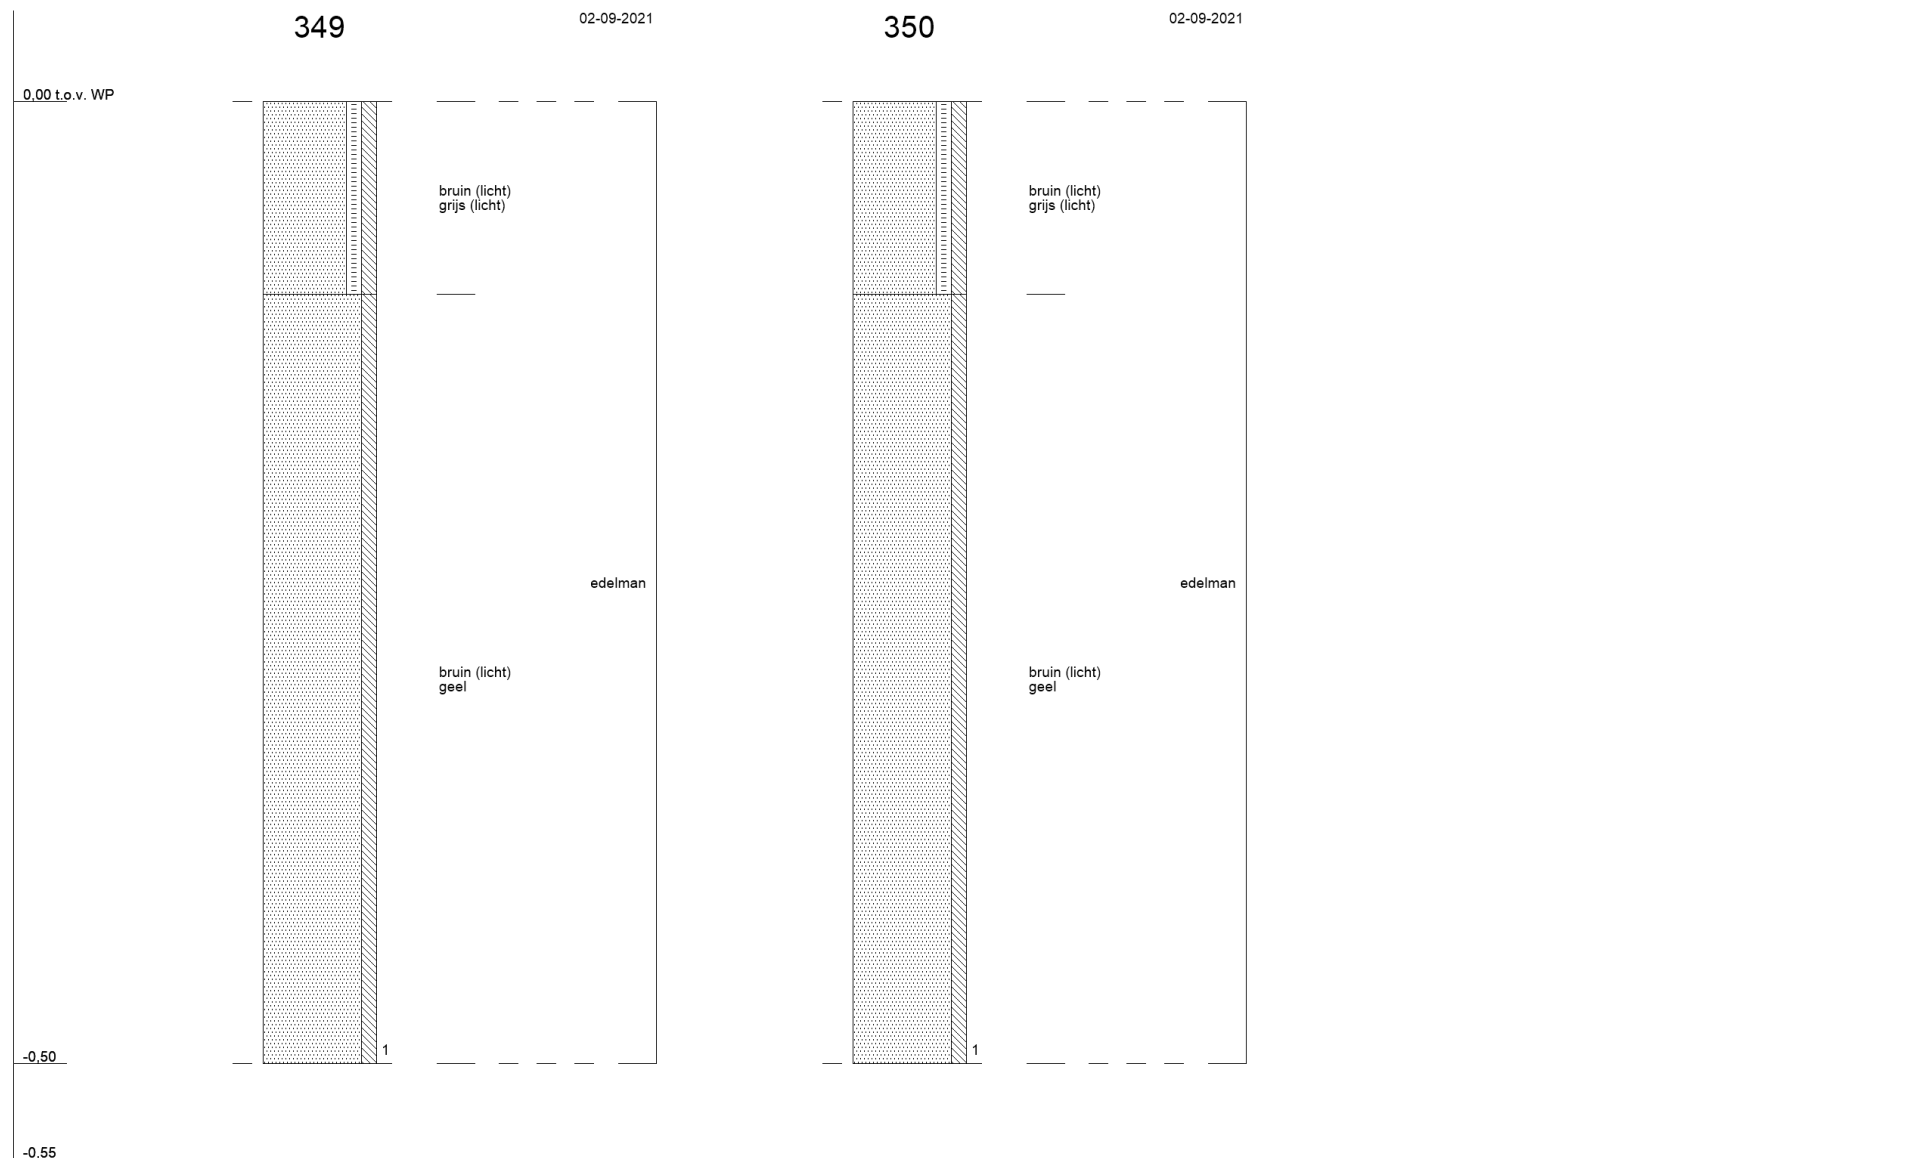 349
02-09-2021
350
02-09-2021
0,00 t.o.v. WP
bruin (licht)
grijs (licht)
bruin (licht)
grijs (licht)
edelman
edelman
bruin (licht)
geel
bruin (licht)
geel
1
1
-0,50
-0.55